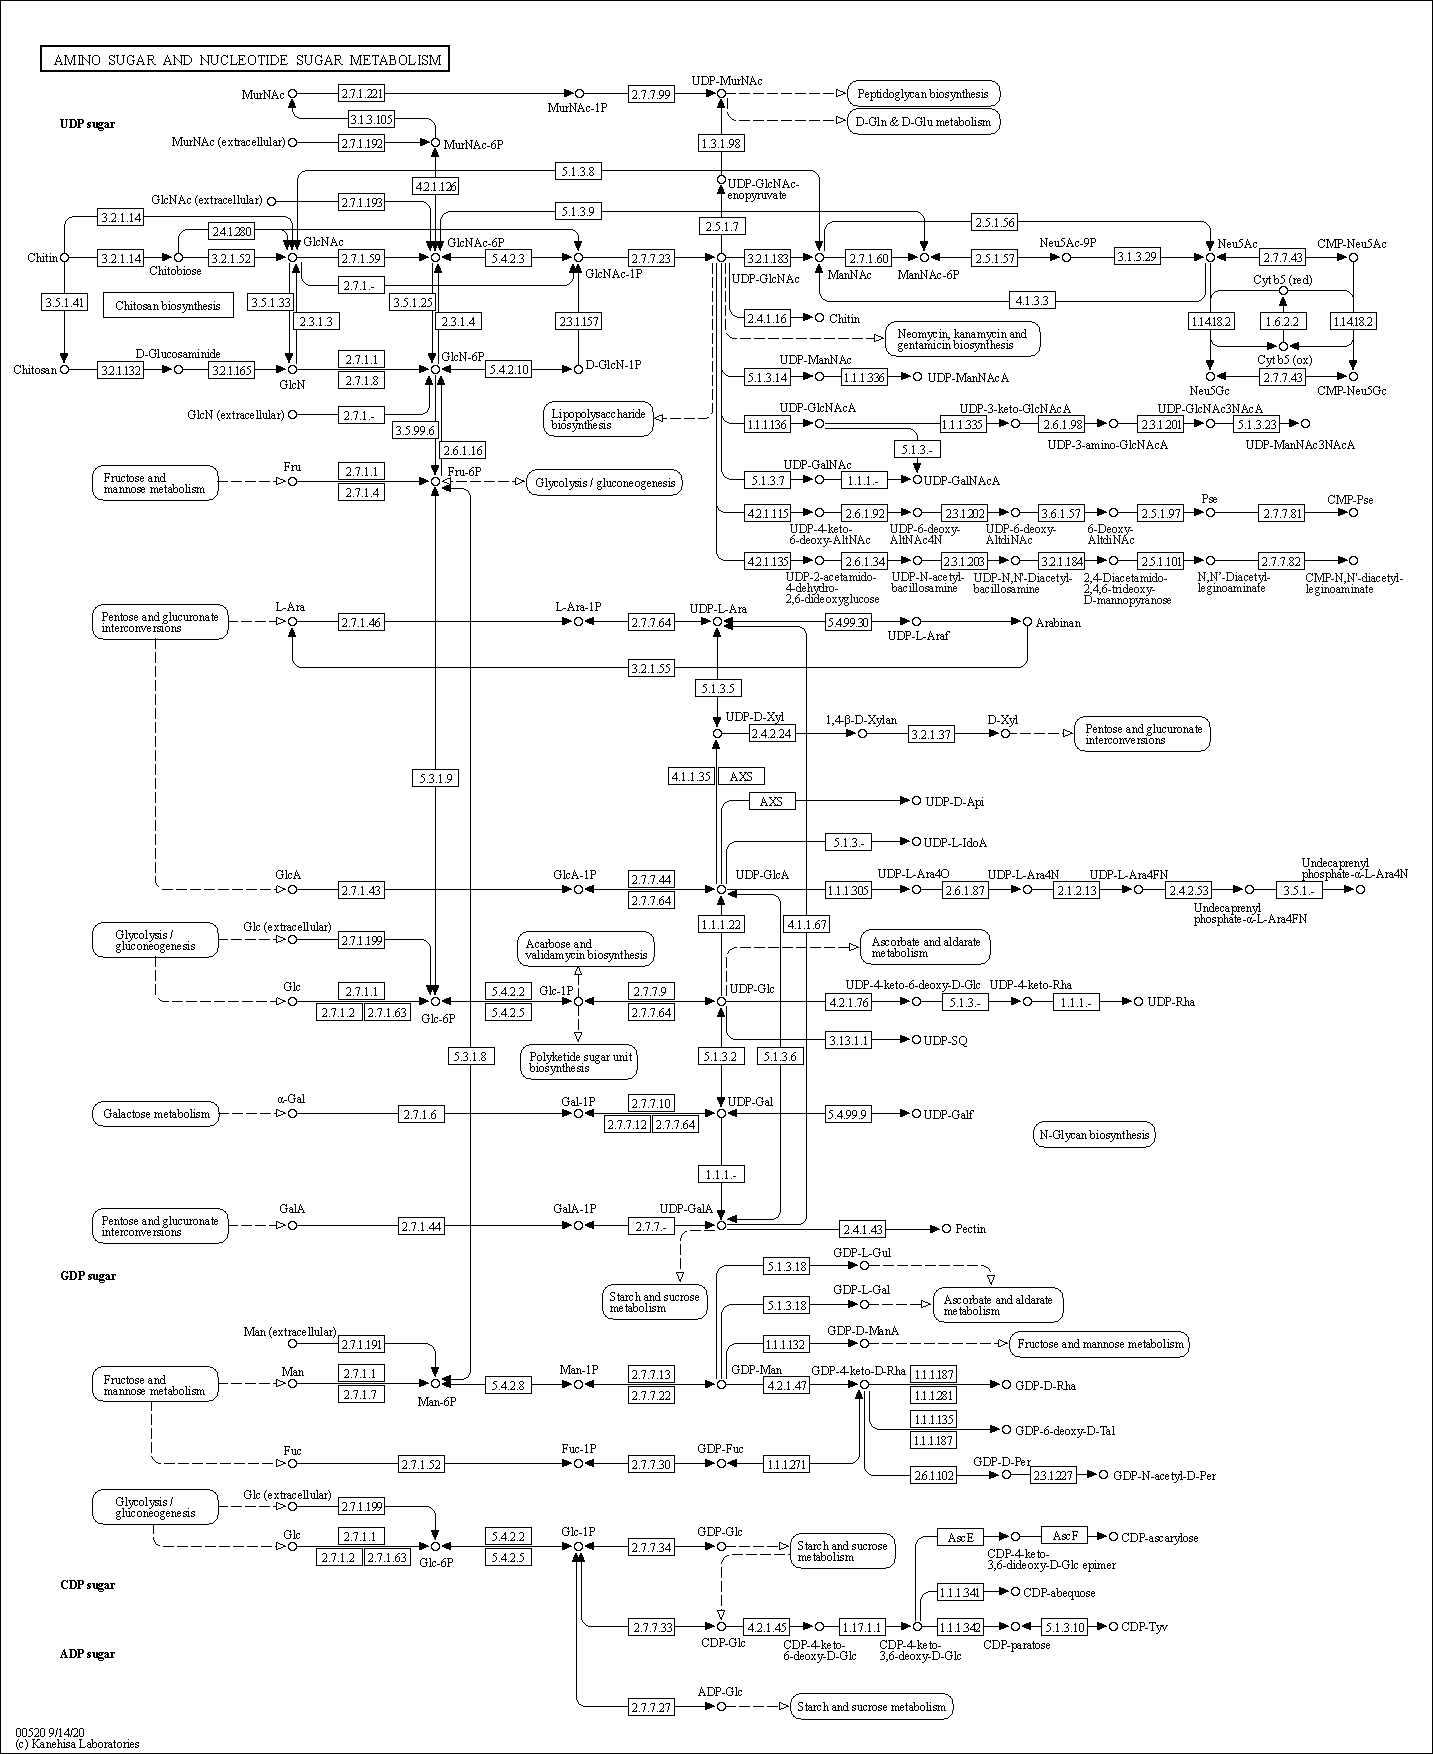 AMINO SUGAR AND NUCLEOTIDE SUGAR METABOLISM
MurNAc
2.7.1.221
MurNAc-1P
2.7.7.99
UDP-MurNAc
Peptidoglycan biosynthesis
UDP sugar
3.1.3.105
D-Gln & D-Glu metabolism
MurNAc (extracellular)
2.7.1.192
MurNAc-6P
1.3.1.98
5.1.3.8
4.2.1.126
UDP-GlcNAc-
enopyruvate
GlcNAc (extracellular)
2.7.1.193
5.1.3.9
3.2.1.14
2.5.1.7
2.5.1.56
2.4.1.280
Chitin
3.2.1.14
Chitobiose
3.2.1.52
GlcNAc
2.7.1.59
GlcNAc-6P
5.4.2.3
GlcNAc-1P
2.7.7.23
UDP-GlcNAc
3.2.1.183
ManNAc
2.7.1.60
ManNAc-6P
2.5.1.57
Neu5Ac-9P
3.1.3.29
Neu5Ac
2.7.7.43
CMP-Neu5Ac
2.7.1.-
Cyt b5 (red)
3.5.1.41
Chitosan biosynthesis
3.5.1.33
3.5.1.25
4.1.3.3
2.3.1.3
2.3.1.4
2.3.1.157
2.4.1.16
Chitin
1.14.18.2
1.6.2.2
1.14.18.2
Neomycin, kanamycin and
gentamicin biosynthesis
D-Glucosaminide
2.7.1.1
GlcN-6P
UDP-ManNAc
Cyt b5 (ox)
Chitosan
3.2.1.132
3.2.1.165
GlcN
2.7.1.8
5.4.2.10
D-GlcN-1P
5.1.3.14
1.1.1.336
UDP-ManNAcA
Neu5Gc
2.7.7.43
CMP-Neu5Gc
GlcN (extracellular)
2.7.1.-
Lipopolysaccharide
biosynthesis
UDP-GlcNAcA
UDP-3-keto-GlcNAcA
UDP-GlcNAc3NAcA
3.5.99.6
1.1.1.136
1.1.1.335
2.6.1.98
2.3.1.201
5.1.3.23
UDP-3-amino-GlcNAcA
UDP-ManNAc3NAcA
2.6.1.16
5.1.3.-
Fructose and
mannose metabolism
Fru
2.7.1.1
2.7.1.4
Fru-6P
Glycolysis / gluconeogenesis
UDP-GalNAc
5.1.3.7
1.1.1.-
UDP-GalNAcA
4.2.1.115
2.6.1.92
2.3.1.202
3.6.1.57
2.5.1.97
Pse
2.7.7.81
CMP-Pse
UDP-4-keto-
6-deoxy-AltNAc
UDP-6-deoxy-
AltNAc4N
UDP-6-deoxy-
AltdiNAc
6-Deoxy-
AltdiNAc
4.2.1.135
2.6.1.34
2.3.1.203
3.2.1.184
2.5.1.101
2.7.7.82
UDP-2-acetamido-
4-dehydro-
2,6-dideoxyglucose
UDP-N-acetyl-
bacillosamine
UDP-N,N'-Diacetyl-
bacillosamine
2,4-Diacetamido-
2,4,6-trideoxy-
D-mannopyranose
N,N'-Diacetyl-
leginoaminate
CMP-N,N'-diacetyl-
leginoaminate
Pentose and glucuronate
interconversions
L-Ara
2.7.1.46
L-Ara-1P
2.7.7.64
UDP-L-Ara
5.4.99.30
UDP-L-Araf
Arabinan
3.2.1.55
5.1.3.5
UDP-D-Xyl
2.4.2.24
1,4-β-D-Xylan
3.2.1.37
D-Xyl
Pentose and glucuronate
interconversions
5.3.1.9
4.1.1.35
AXS
AXS
UDP-D-Api
5.1.3.-
UDP-L-IdoA
GlcA
2.7.1.43
GlcA-1P
2.7.7.44
2.7.7.64
UDP-GlcA
1.1.1.305
UDP-L-Ara4O
2.6.1.87
UDP-L-Ara4N
2.1.2.13
UDP-L-Ara4FN
2.4.2.53
Undecaprenyl
phosphate-α-L-Ara4FN
3.5.1.-
Undecaprenyl
phosphate-α-L-Ara4N
Glycolysis /
gluconeogenesis
Glc (extracellular)
2.7.1.199
1.1.1.22
4.1.1.67
Acarbose and
validamycin biosynthesis
Ascorbate and aldarate
metabolism
Glc
2.7.1.1
2.7.1.2
2.7.1.63
Glc-6P
5.4.2.2
5.4.2.5
Glc-1P
2.7.7.9
2.7.7.64
UDP-Glc
UDP-4-keto-6-deoxy-D-Glc
UDP-4-keto-Rha
4.2.1.76
5.1.3.-
1.1.1.-
UDP-Rha
3.13.1.1
UDP-SQ
5.3.1.8
Polyketide sugar unit
biosynthesis
5.1.3.2
5.1.3.6
Galactose metabolism
α-Gal
2.7.1.6
Gal-1P
2.7.7.10
2.7.7.12
2.7.7.64
UDP-Gal
5.4.99.9
UDP-Galf
N-Glycan biosynthesis
1.1.1.-
Pentose and glucuronate
interconversions
GalA
2.7.1.44
GalA-1P
2.7.7.-
UDP-GalA
2.4.1.43
Pectin
GDP sugar
Starch and sucrose
metabolism
GDP-L-Gul
5.1.3.18
GDP-L-Gal
5.1.3.18
Ascorbate and aldarate
metabolism
Man (extracellular)
2.7.1.191
GDP-D-ManA
1.1.1.132
Fructose and mannose metabolism
Fructose and
mannose metabolism
Man
2.7.1.1
2.7.1.7
Man-6P
5.4.2.8
Man-1P
2.7.7.13
2.7.7.22
GDP-Man
4.2.1.47
GDP-4-keto-D-Rha
1.1.1.187
1.1.1.281
GDP-D-Rha
1.1.1.135
1.1.1.187
GDP-6-deoxy-D-Tal
Fuc
2.7.1.52
Fuc-1P
2.7.7.30
GDP-Fuc
1.1.1.271
GDP-D-Per
2.6.1.102
2.3.1.227
GDP-N-acetyl-D-Per
Glycolysis /
gluconeogenesis
Glc (extracellular)
2.7.1.199
Glc
2.7.1.1
2.7.1.2
2.7.1.63
Glc-6P
5.4.2.2
5.4.2.5
Glc-1P
2.7.7.34
GDP-Glc
Starch and sucrose
metabolism
AscE
AscF
CDP-ascarylose
CDP-4-keto-
3,6-dideoxy-D-Glc epimer
CDP sugar
1.1.1.341
CDP-abequose
2.7.7.33
CDP-Glc
4.2.1.45
CDP-4-keto-
6-deoxy-D-Glc
1.17.1.1
CDP-4-keto-
3,6-deoxy-D-Glc
1.1.1.342
CDP-paratose
5.1.3.10
CDP-Tyv
ADP sugar
2.7.7.27
ADP-Glc
Starch and sucrose metabolism
00520 9/14/20
(c) Kanehisa Laboratories